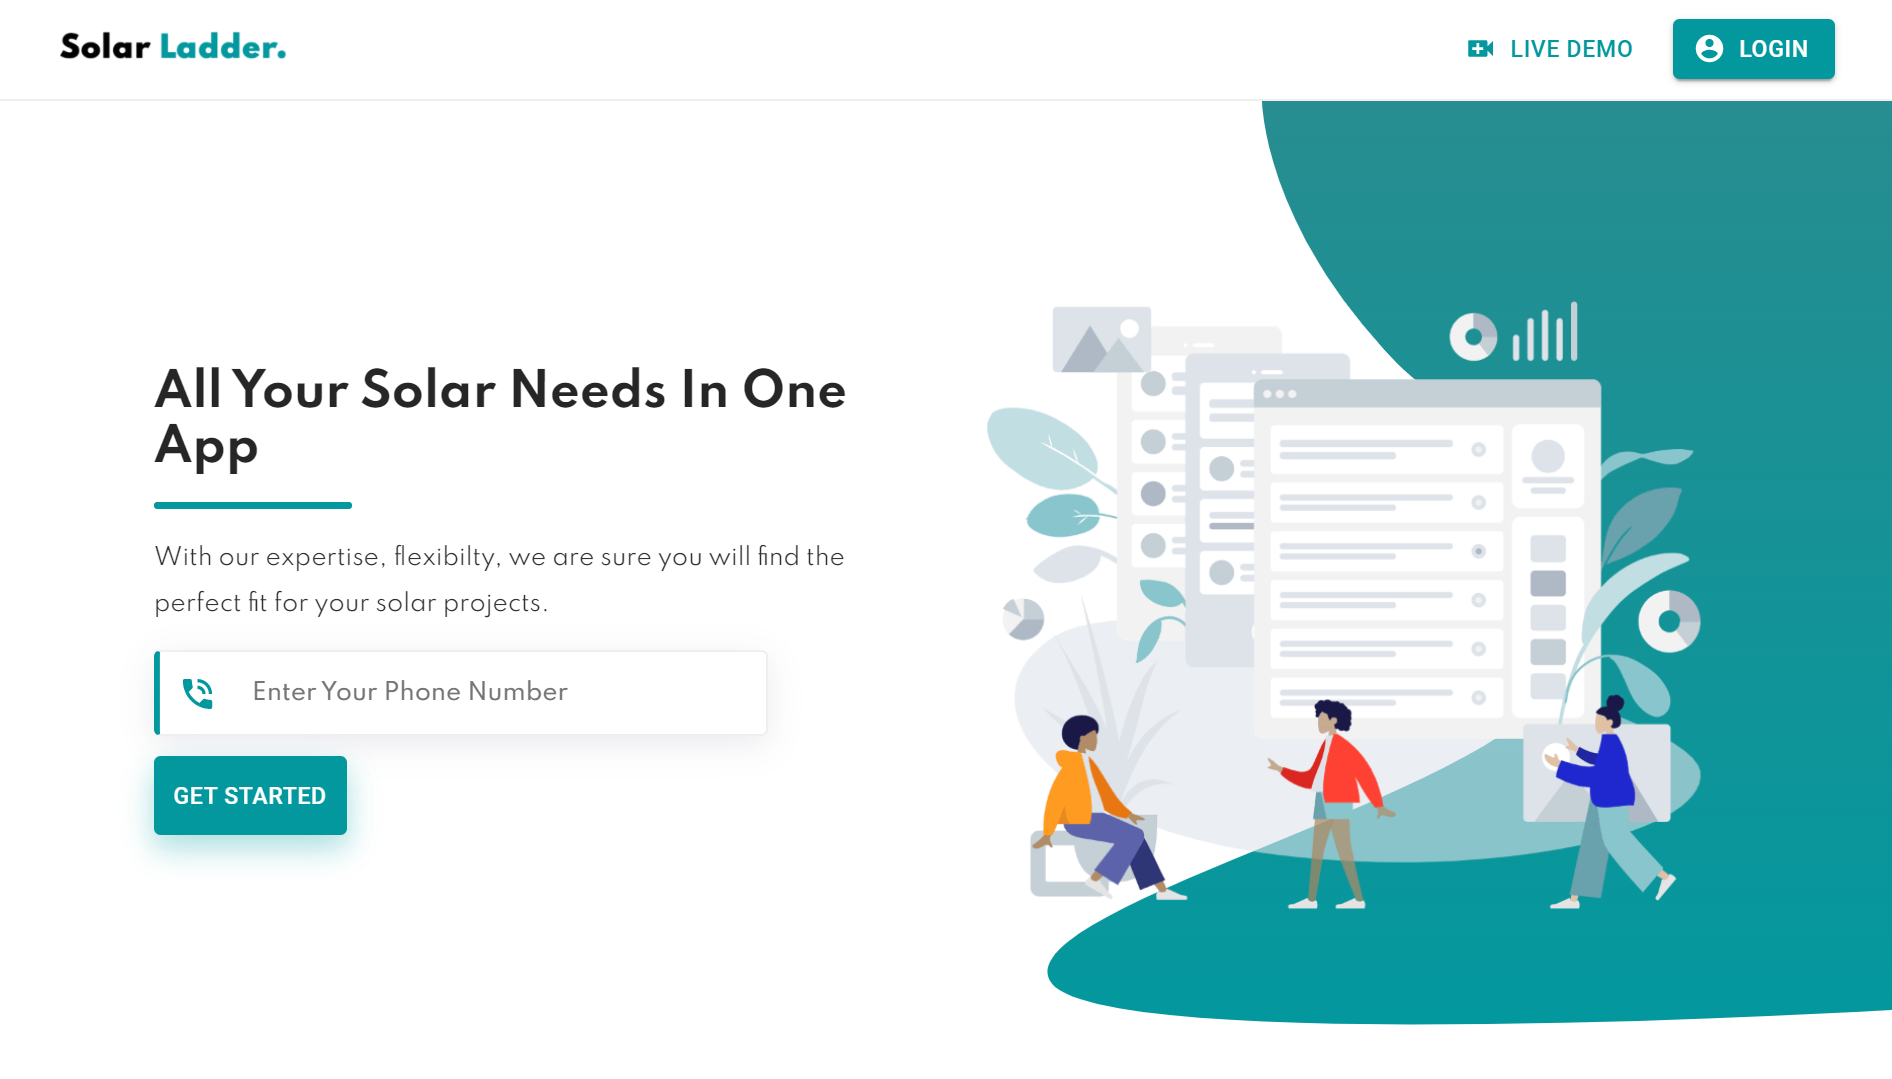 Solar Ladder.
LIVE DEMO
LOGIN
All Your Solar Needs In One
App
With our expertise, flexibilty, we are sure you will find the
perfect fit for your solar projects.
Enter Your Phone Number
GET STARTED